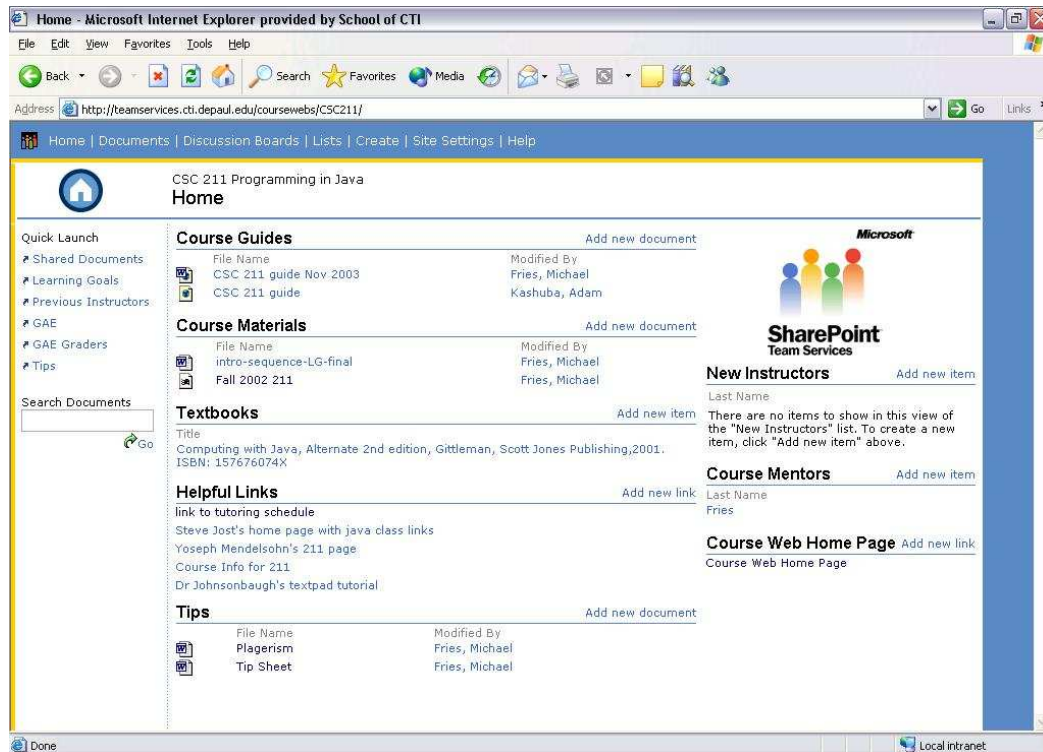 Home - Microsoft Internet Explorer provided by School of CTI
File Edit View Favorites Tools Help
Back Search Favorites Media
Address http://teamservices.cti.depaul.edu/coursewebs/CSC211/ Go Links
Home | Documents | Discussion Boards | Lists | Create | Site Settings | Help
CSC 211 Programming in Java
Home
Quick Launch
Shared Documents
Learning Goals
Previous Instructors
GAE
GAE Graders
Tips
Search Documents
Go
Course Guides Add new document
File Name Modified By
CSC 211 guide Nov 2003 Fries, Michael
CSC 211 guide Kashuba, Adam
Course Materials Add new document
File Name Modified By
intro-sequence-LG-final Fries, Michael
Fall 2002 211 Fries, Michael
Textbooks Add new item
Title
Computing with Java, Alternate 2nd edition, Gittleman, Scott Jones Publishing,2001.
ISBN: 157676074X
Helpful Links Add new link
link to tutoring schedule
Steve Jost's home page with java class links
Yoseph Mendelsohn's 211 page
Course Info for 211
Dr Johnsonbaugh's textpad tutorial
Tips Add new document
File Name Modified By
Plagerism Fries, Michael
Tip Sheet Fries, Michael
Microsoft
SharePoint
Team Services
New Instructors Add new item
Last Name
There are no items to show in this view of
the "New Instructors" list. To create a new
item, click "Add new item" above.
Course Mentors Add new item
Last Name
Fries
Course Web Home Page Add new link
Course Web Home Page
Done Local intranet